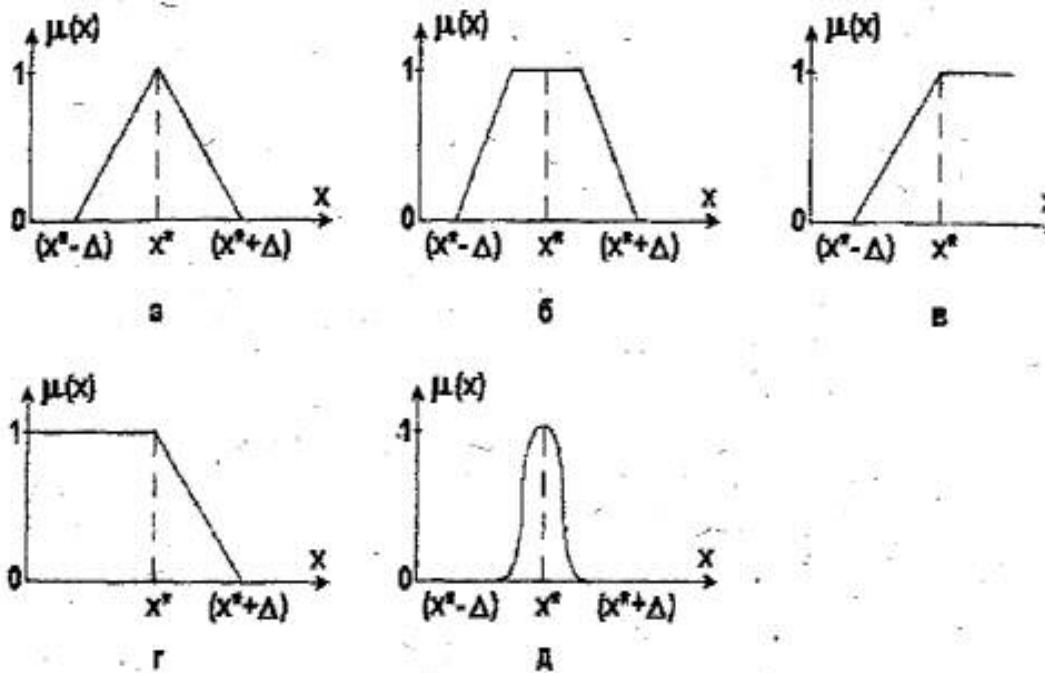 μ(x) μ(x) μ(x)
1 1 1
0 x 0 x 0 x
(x*-Δ) x* (x*+Δ) (x*-Δ) x* (x*+Δ) (x*-Δ) x*
а б в
μ(x) μ(x)
1 1
0 x 0 x
x* (x*+Δ) (x*-Δ) x* (x*+Δ)
г д